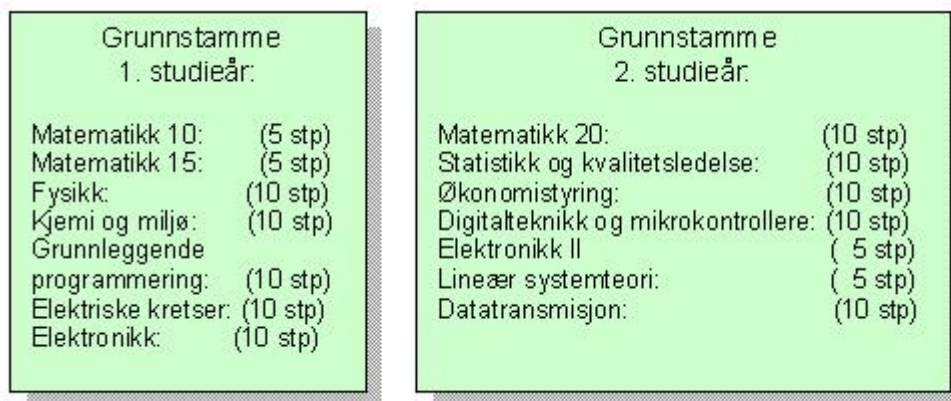 Grunnstamme
1. studieår:
Matematikk 10: (5 stp)
Matematikk 15: (5 stp)
Fysikk: (10 stp)
Kjemi og miljø: (10 stp)
Grunnleggende
programmering: (10 stp)
Elektriske kretser: (10 stp)
Elektronikk: (10 stp)
Grunnstamme
2. studieår:
Matematikk 20: (10 stp)
Statistikk og kvalitetsledelse: (10 stp)
Økonomistyring: (10 stp)
Digitalteknikk og mikrokontrollere: (10 stp)
Elektronikk II ( 5 stp)
Lineær systemteori: ( 5 stp)
Datatransmisjon: (10 stp)